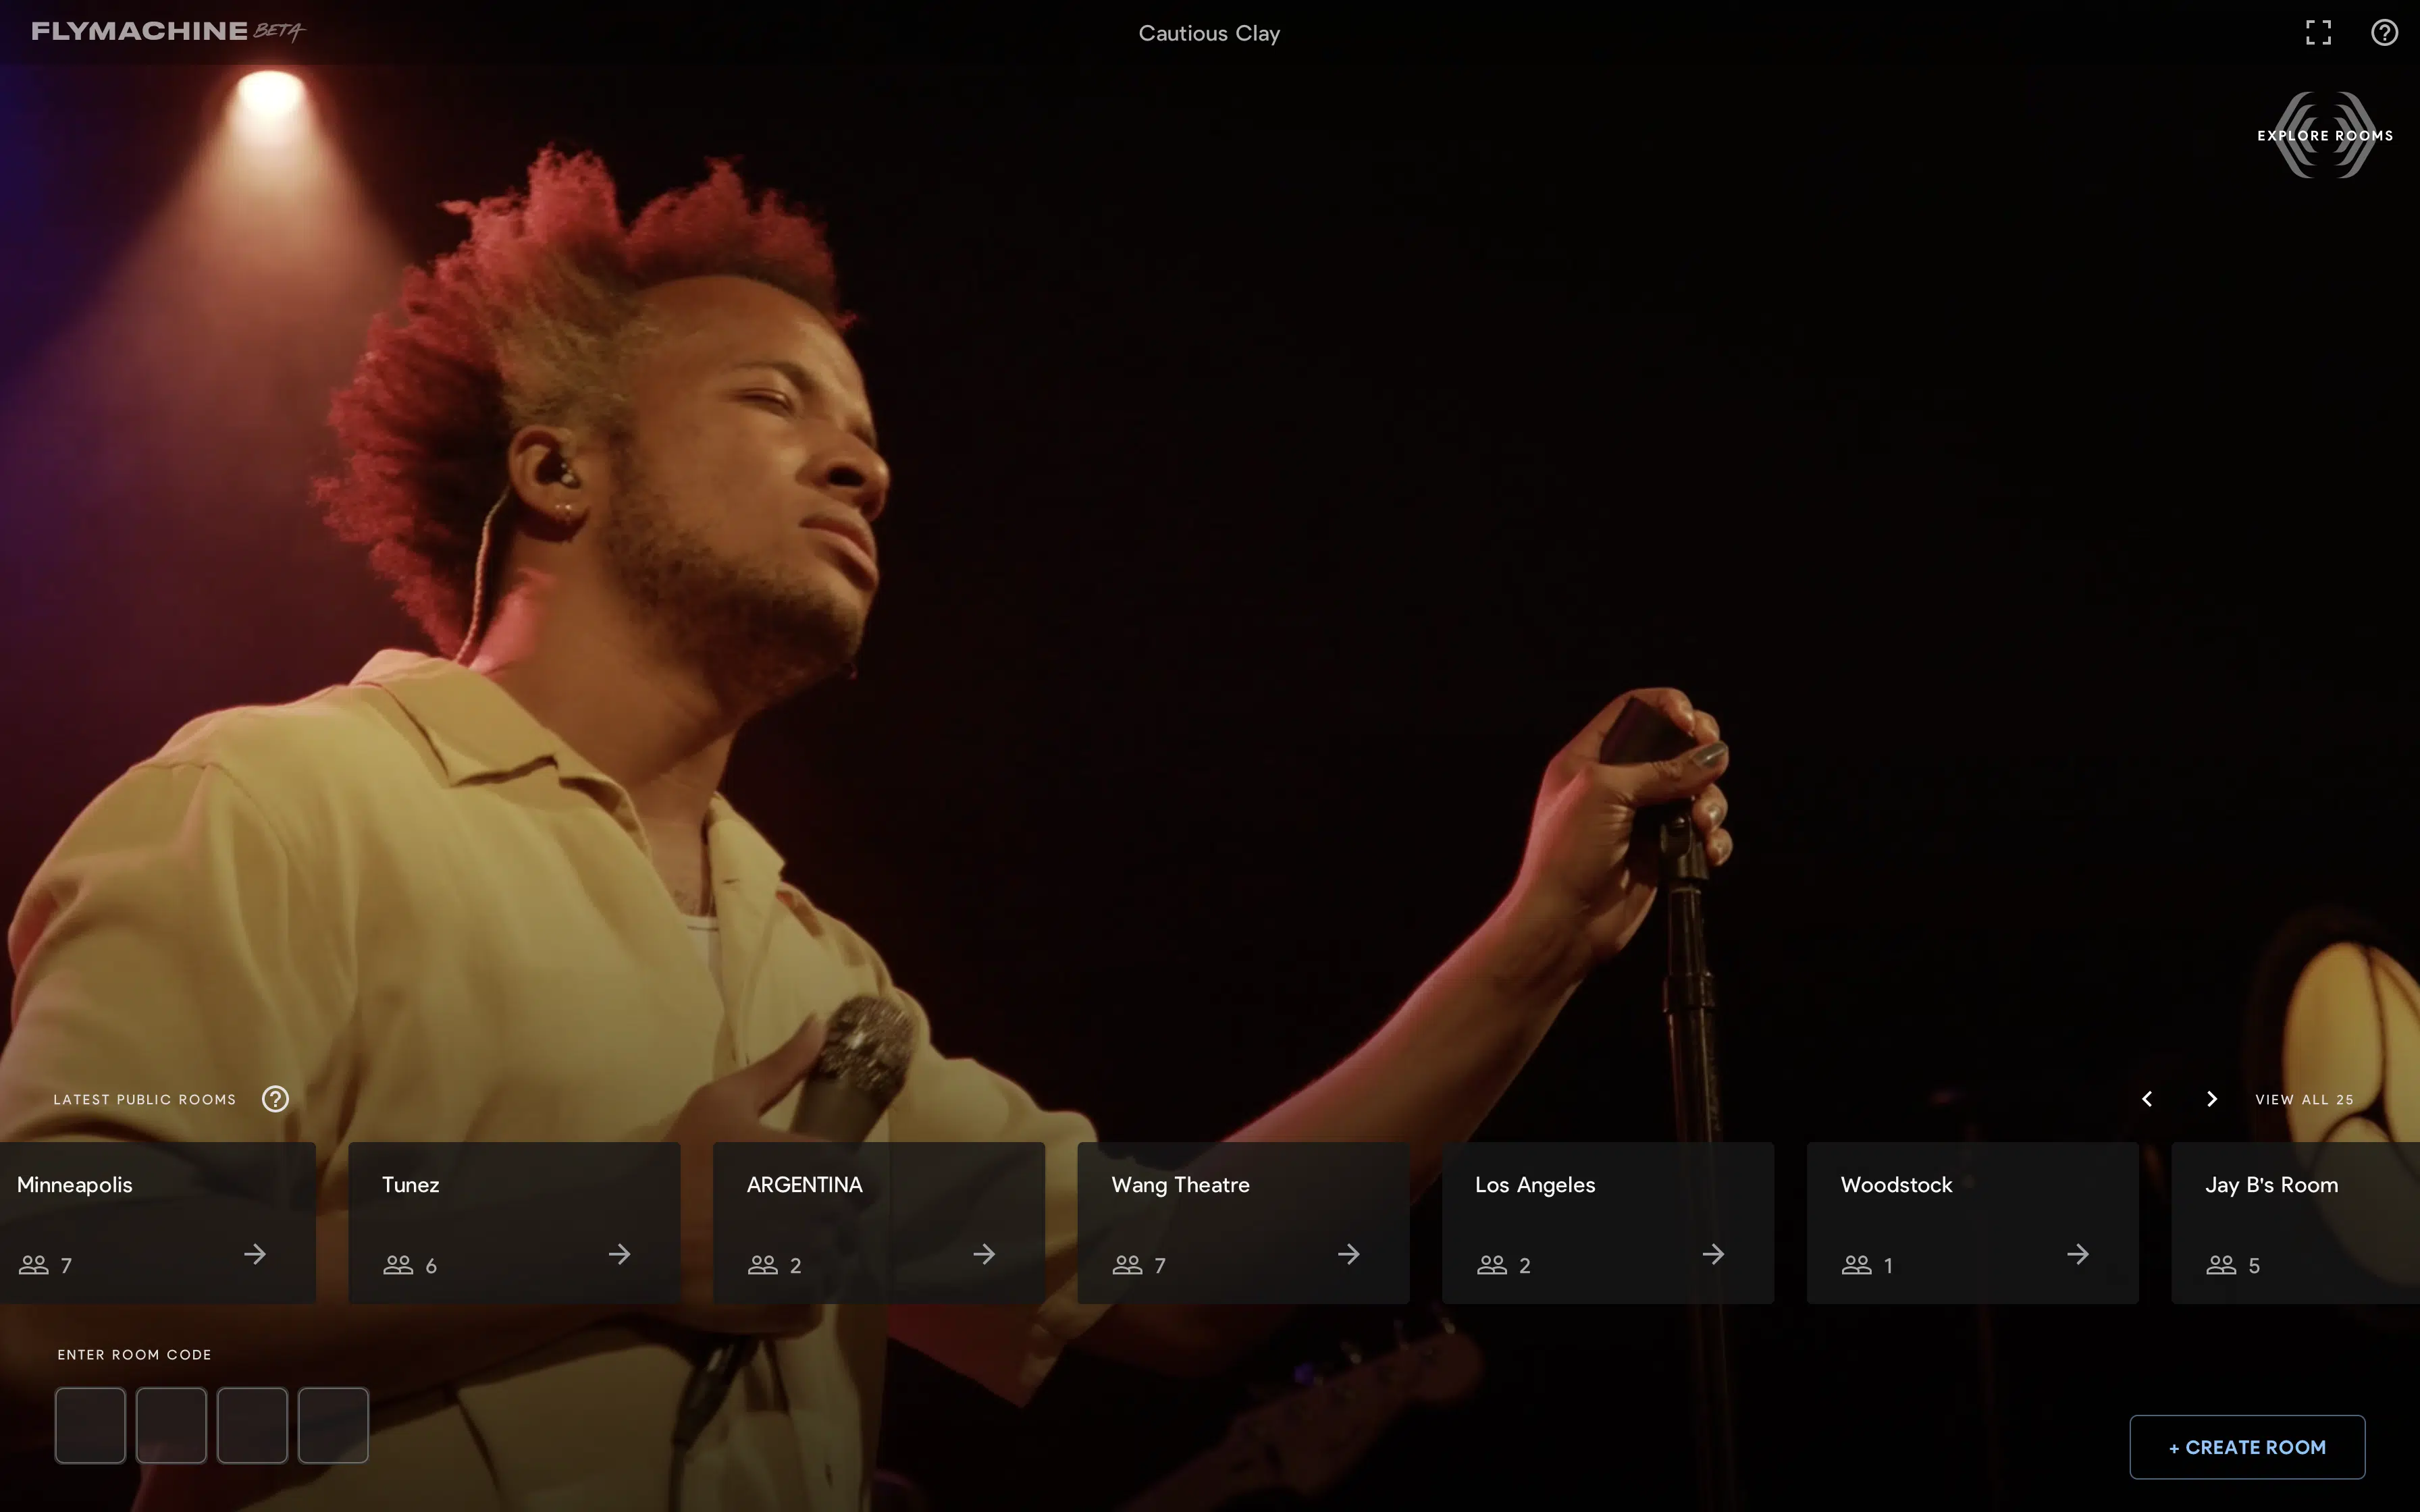 FLYMACHINE BETA
Cautious Clay
EXPLORE ROOMS
LATEST PUBLIC ROOMS
VIEW ALL 25
Minneapolis
7
Tunez
6
ARGENTINA
2
Wang Theatre
7
Los Angeles
2
Woodstock
1
Jay B's Room
5
ENTER ROOM CODE
+ CREATE ROOM